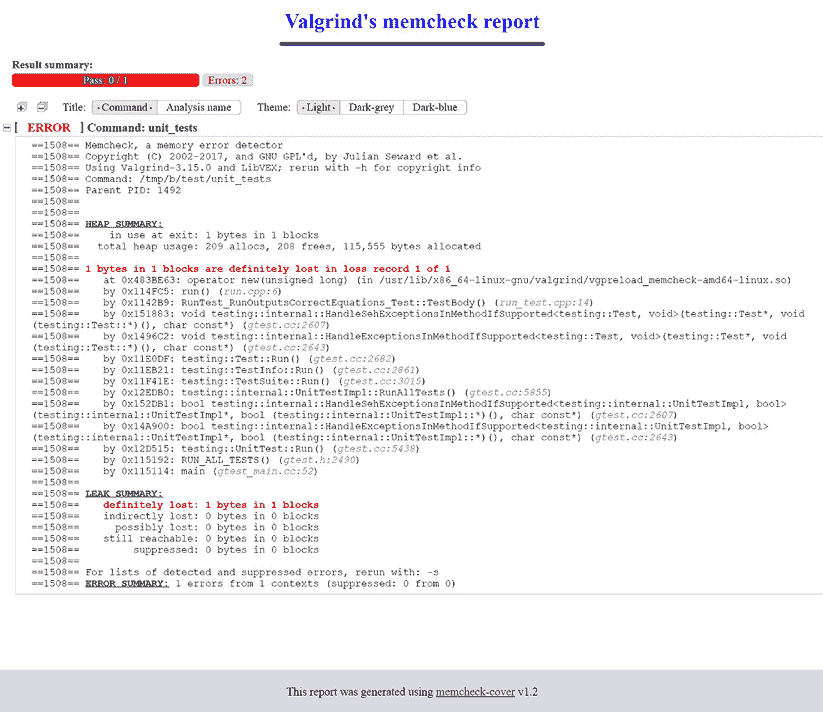 Valgrind's memcheck report
Result summary:
Pass: 0 / 1 Errors: 2
Title: ·Command· Analysis name Theme: ·Light· Dark-grey Dark-blue
[ ERROR ] Command: unit_tests
==1508== Memcheck, a memory error detector
==1508== Copyright (C) 2002-2017, and GNU GPL'd, by Julian Seward et al.
==1508== Using Valgrind-3.15.0 and LibVEX; rerun with -h for copyright info
==1508== Command: /tmp/b/test/unit_tests
==1508== Parent PID: 1492
==1508==
==1508==
==1508== HEAP SUMMARY:
==1508== in use at exit: 1 bytes in 1 blocks
==1508== total heap usage: 209 allocs, 208 frees, 115,555 bytes allocated
==1508==
==1508== 1 bytes in 1 blocks are definitely lost in loss record 1 of 1
==1508== at 0x483BE63: operator new(unsigned long) (in /usr/lib/x86_64-linux-gnu/valgrind/vgpreload_memcheck-amd64-linux.so)
==1508== by 0x114FC5: run() (run.cpp:6)
==1508== by 0x1142B9: RunTest_RunOutputsCorrectEquations_Test::TestBody() (run_test.cpp:14)
==1508== by 0x151883: void testing::internal::HandleSehExceptionsInMethodIfSupported<testing::Test, void>(testing::Test*, void
(testing::Test::*)(), char const*) (gtest.cc:2607)
==1508== by 0x1496C2: void testing::internal::HandleExceptionsInMethodIfSupported<testing::Test, void>(testing::Test*, void
(testing::Test::*)(), char const*) (gtest.cc:2643)
==1508== by 0x11E0DF: testing::Test::Run() (gtest.cc:2682)
==1508== by 0x11EB21: testing::TestInfo::Run() (gtest.cc:2861)
==1508== by 0x11F41E: testing::TestSuite::Run() (gtest.cc:3015)
==1508== by 0x12EDB0: testing::internal::UnitTestImpl::RunAllTests() (gtest.cc:5855)
==1508== by 0x152DB1: bool testing::internal::HandleSehExceptionsInMethodIfSupported<testing::internal::UnitTestImpl, bool>
(testing::internal::UnitTestImpl*, bool (testing::internal::UnitTestImpl::*)(), char const*) (gtest.cc:2607)
==1508== by 0x14A900: bool testing::internal::HandleExceptionsInMethodIfSupported<testing::internal::UnitTestImpl, bool>
(testing::internal::UnitTestImpl*, bool (testing::internal::UnitTestImpl::*)(), char const*) (gtest.cc:2643)
==1508== by 0x12D515: testing::UnitTest::Run() (gtest.cc:5438)
==1508== by 0x115192: RUN_ALL_TESTS() (gtest.h:2490)
==1508== by 0x115114: main (gtest_main.cc:52)
==1508==
==1508== LEAK SUMMARY:
==1508== definitely lost: 1 bytes in 1 blocks
==1508== indirectly lost: 0 bytes in 0 blocks
==1508== possibly lost: 0 bytes in 0 blocks
==1508== still reachable: 0 bytes in 0 blocks
==1508== suppressed: 0 bytes in 0 blocks
==1508==
==1508== For lists of detected and suppressed errors, rerun with: -s
==1508== ERROR SUMMARY: 1 errors from 1 contexts (suppressed: 0 from 0)
This report was generated using memcheck-cover v1.2